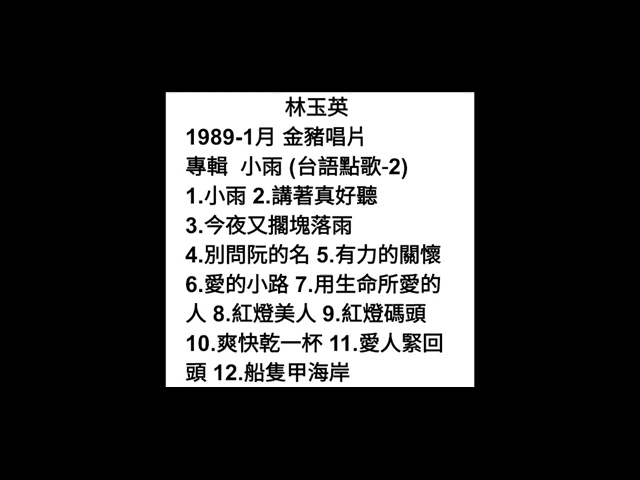 林玉英
1989-1月 金豬唱片
專輯 小雨 (台語點歌-2)
1.小雨 2.講著真好聽
3.今夜又擱塊落雨
4.別問阮的名 5.有力的關懷
6.愛的小路 7.用生命所愛的
人 8.紅燈美人 9.紅燈碼頭
10.爽快乾一杯 11.愛人緊回
頭 12.船隻甲海岸